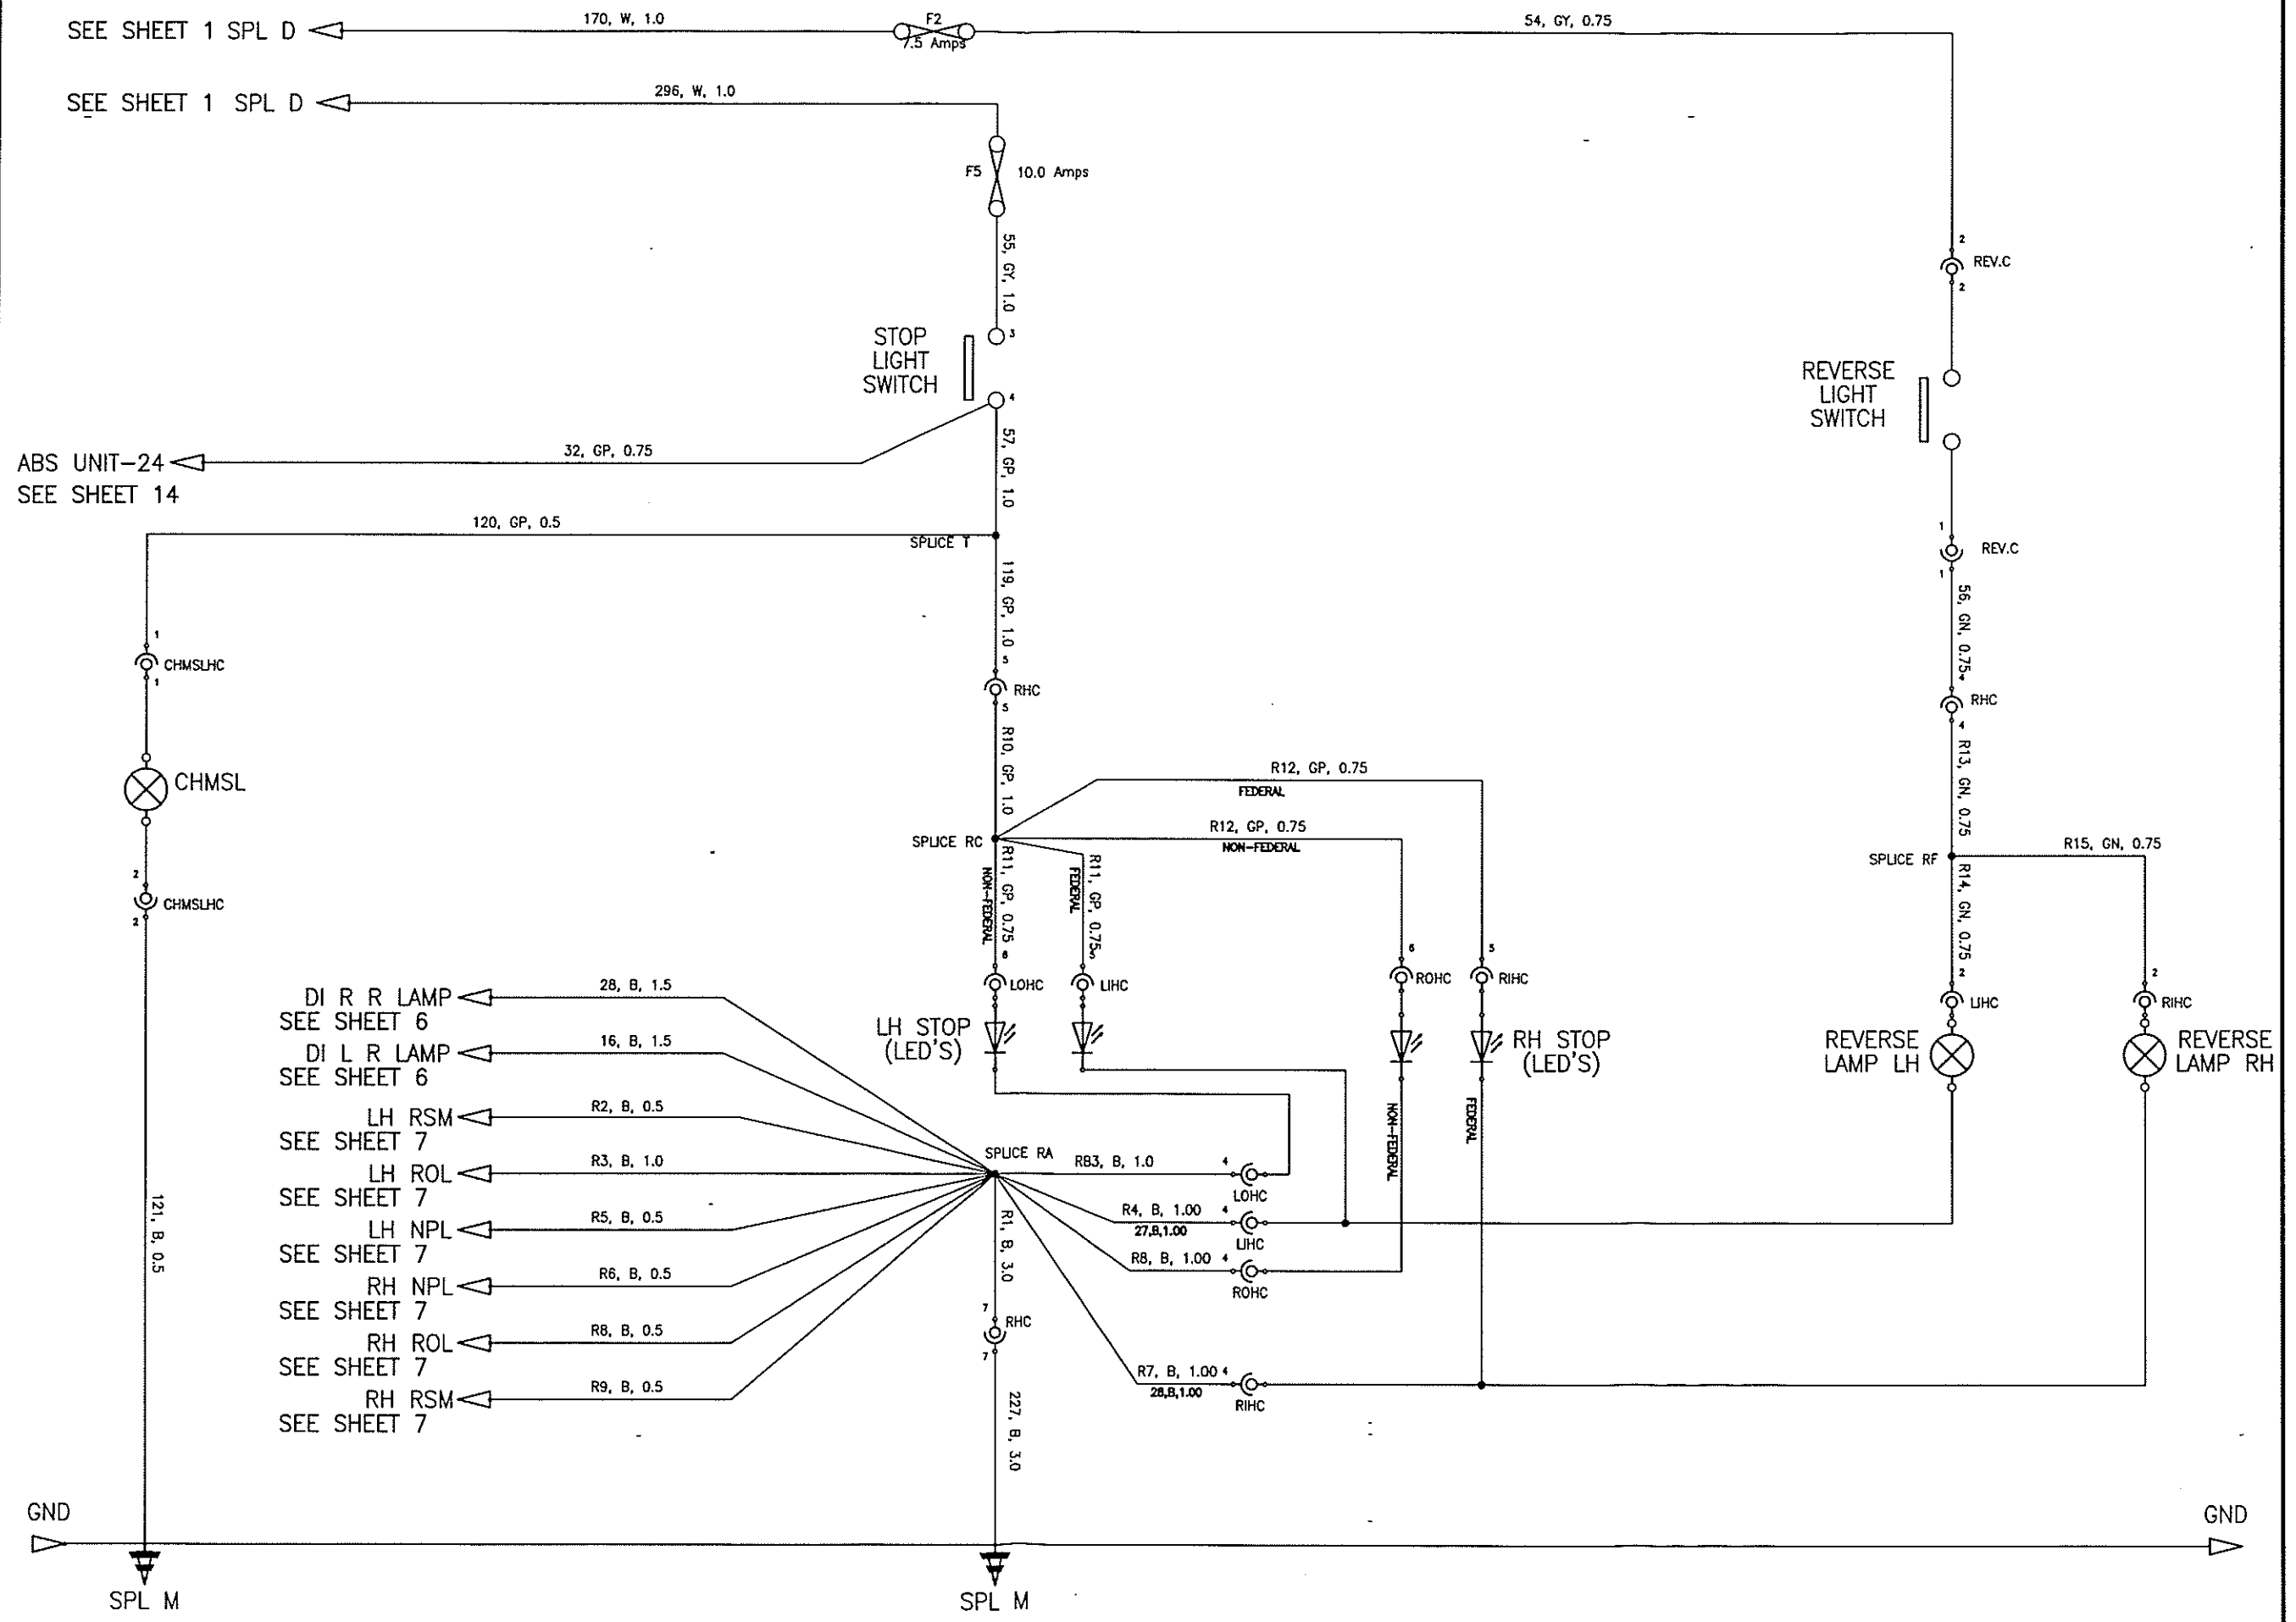 SEE SHEET 1 SPL D
170, W, 1.0
F2
7.5 Amps
54, GY, 0.75
SEE SHEET 1 SPL D
296, W, 1.0
F5
10.0 Amps
55, GY, 1.0
2
REV.C
2
STOP
LIGHT
SWITCH
3
4
REVERSE
LIGHT
SWITCH
ABS UNIT-24
SEE SHEET 14
32, GP, 0.75
57, GP, 1.0
120, GP, 0.5
SPLICE T
1
REV.C
1
119, GP, 1.0
56, GN, 0.75
1
CHMSLHC
1
5
RHC
5
4
RHC
4
CHMSL
R10, GP, 1.0
R12, GP, 0.75
FEDERAL
R13, GN, 0.75
SPLICE RC
R12, GP, 0.75
NON-FEDERAL
SPLICE RF
R15, GN, 0.75
2
CHMSLHC
2
R11, GP, 0.75
NON-FEDERAL
R11, GP, 0.75
FEDERAL
R14, GN, 0.75
6
LOHC
5
LIHC
6
ROHC
5
RIHC
2
LIHC
2
RIHC
DI R R LAMP
SEE SHEET 6
28, B, 1.5
LH STOP
(LED'S)
RH STOP
(LED'S)
REVERSE
LAMP LH
REVERSE
LAMP RH
DI L R LAMP
SEE SHEET 6
16, B, 1.5
LH RSM
SEE SHEET 7
R2, B, 0.5
NON-FEDERAL
FEDERAL
SPLICE RA
LH ROL
SEE SHEET 7
R3, B, 1.0
RB3, B, 1.0
4
LOHC
LH NPL
SEE SHEET 7
R5, B, 0.5
R4, B, 1.00
27,B,1.00
4
LIHC
121, B, 0.5
R1, B, 3.0
RH NPL
SEE SHEET 7
R6, B, 0.5
R8, B, 1.00
4
ROHC
RH ROL
SEE SHEET 7
R8, B, 0.5
7
RHC
7
RH RSM
SEE SHEET 7
R9, B, 0.5
R7, B, 1.00
28,B,1.00
4
RIHC
227, B, 3.0
GND
GND
SPL M
SPL M